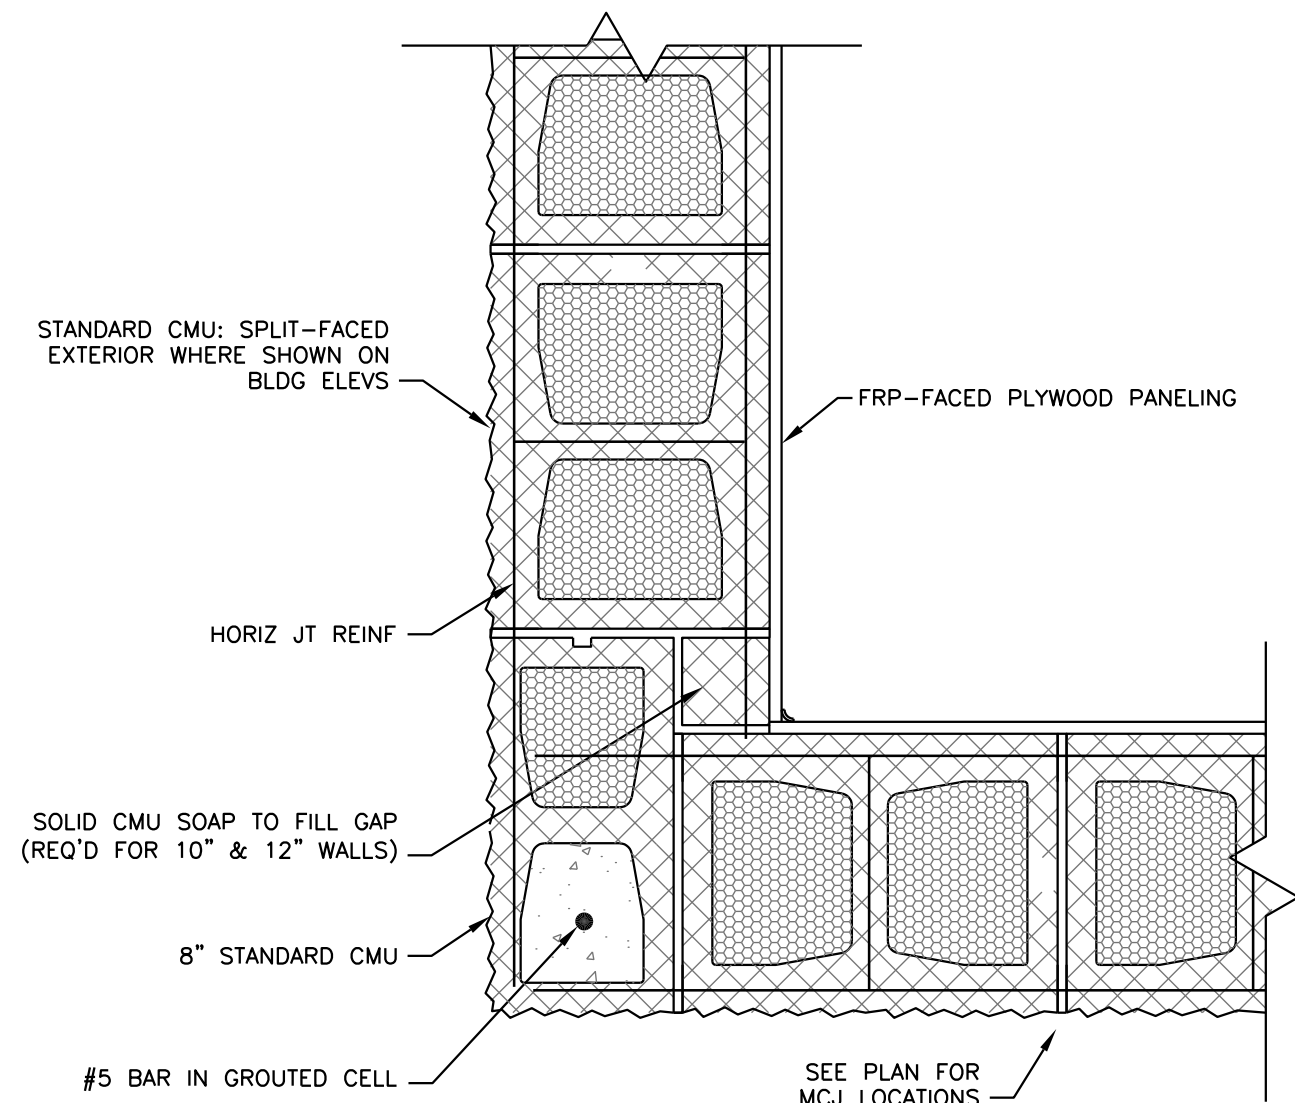 STANDARD CMU: SPLIT-FACED
EXTERIOR WHERE SHOWN ON
BLDG ELEVS
FRP-FACED PLYWOOD PANELING
HORIZ JT REINF
SOLID CMU SOAP TO FILL GAP
(REQ'D FOR 10" & 12" WALLS)
8" STANDARD CMU
#5 BAR IN GROUTED CELL
SEE PLAN FOR
MCJ LOCATIONS